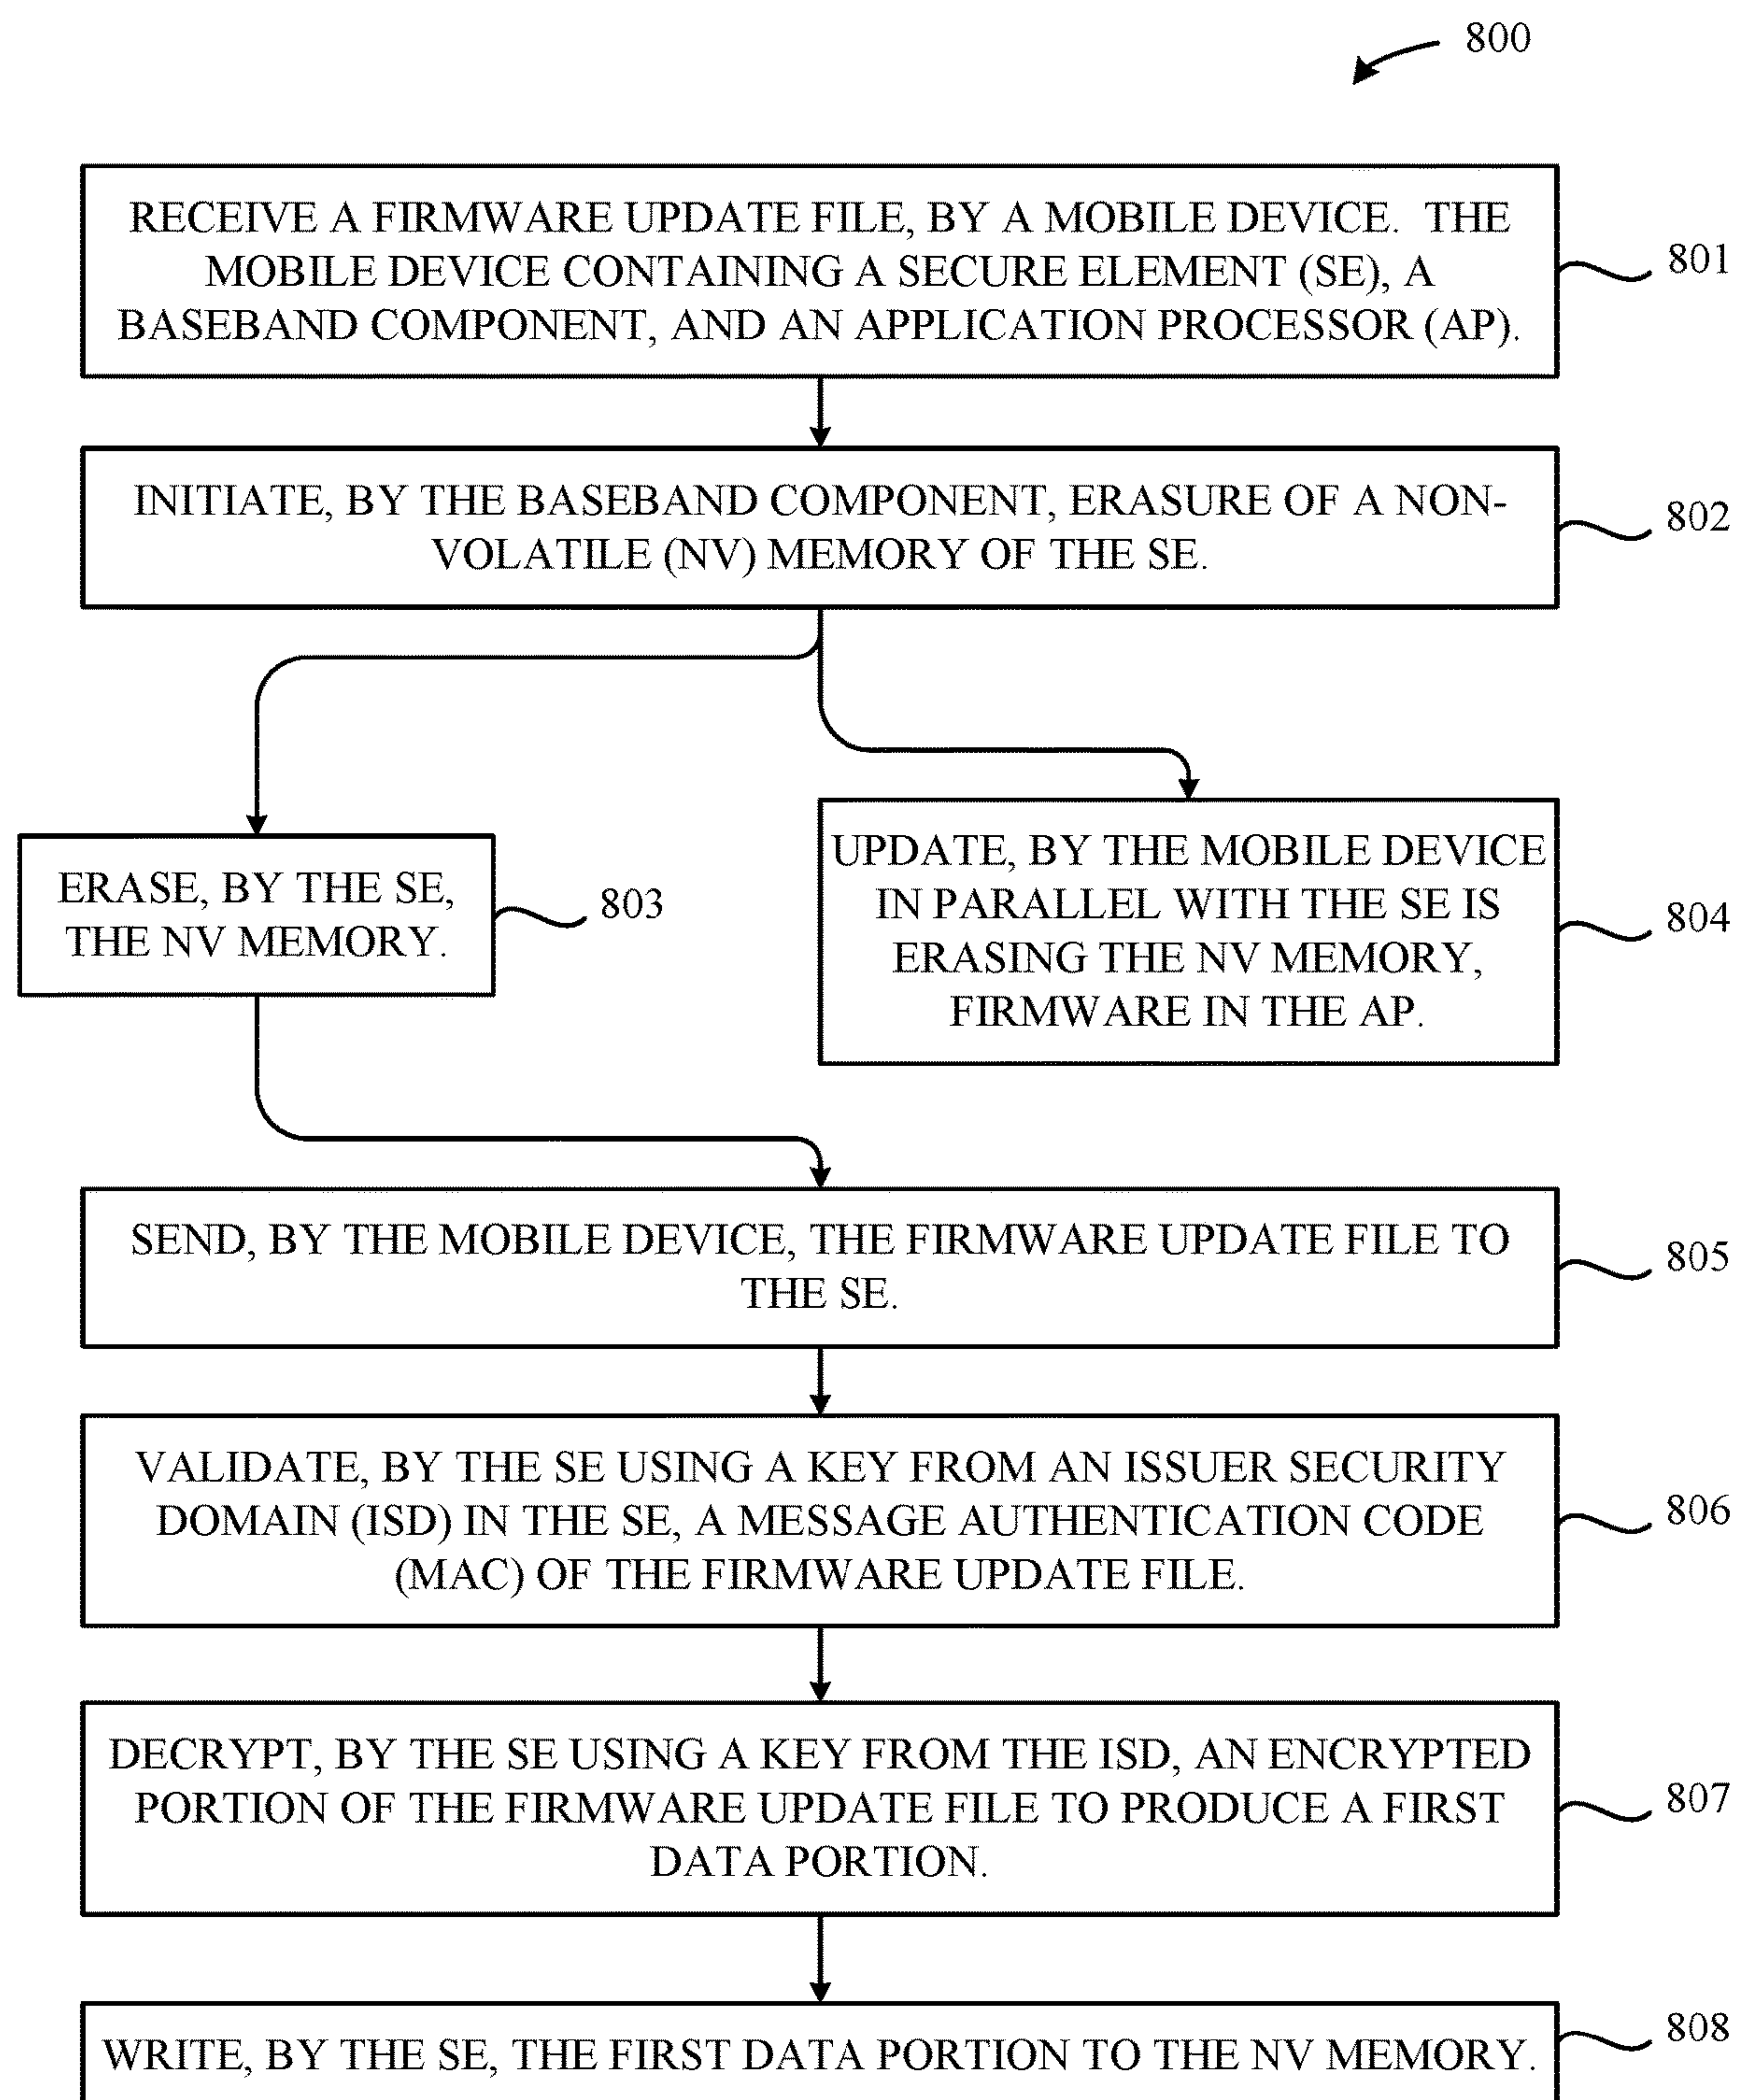 800
RECEIVE A FIRMWARE UPDATE FILE, BY A MOBILE DEVICE. THE
MOBILE DEVICE CONTAINING A SECURE ELEMENT (SE), A
BASEBAND COMPONENT, AND AN APPLICATION PROCESSOR (AP).
801
INITIATE, BY THE BASEBAND COMPONENT, ERASURE OF A NON-
VOLATILE (NV) MEMORY OF THE SE.
802
ERASE, BY THE SE,
THE NV MEMORY.
803
UPDATE, BY THE MOBILE DEVICE
IN PARALLEL WITH THE SE IS
ERASING THE NV MEMORY,
FIRMWARE IN THE AP.
804
SEND, BY THE MOBILE DEVICE, THE FIRMWARE UPDATE FILE TO
THE SE.
805
VALIDATE, BY THE SE USING A KEY FROM AN ISSUER SECURITY
DOMAIN (ISD) IN THE SE, A MESSAGE AUTHENTICATION CODE
(MAC) OF THE FIRMWARE UPDATE FILE.
806
DECRYPT, BY THE SE USING A KEY FROM THE ISD, AN ENCRYPTED
PORTION OF THE FIRMWARE UPDATE FILE TO PRODUCE A FIRST
DATA PORTION.
807
WRITE, BY THE SE, THE FIRST DATA PORTION TO THE NV MEMORY.
808